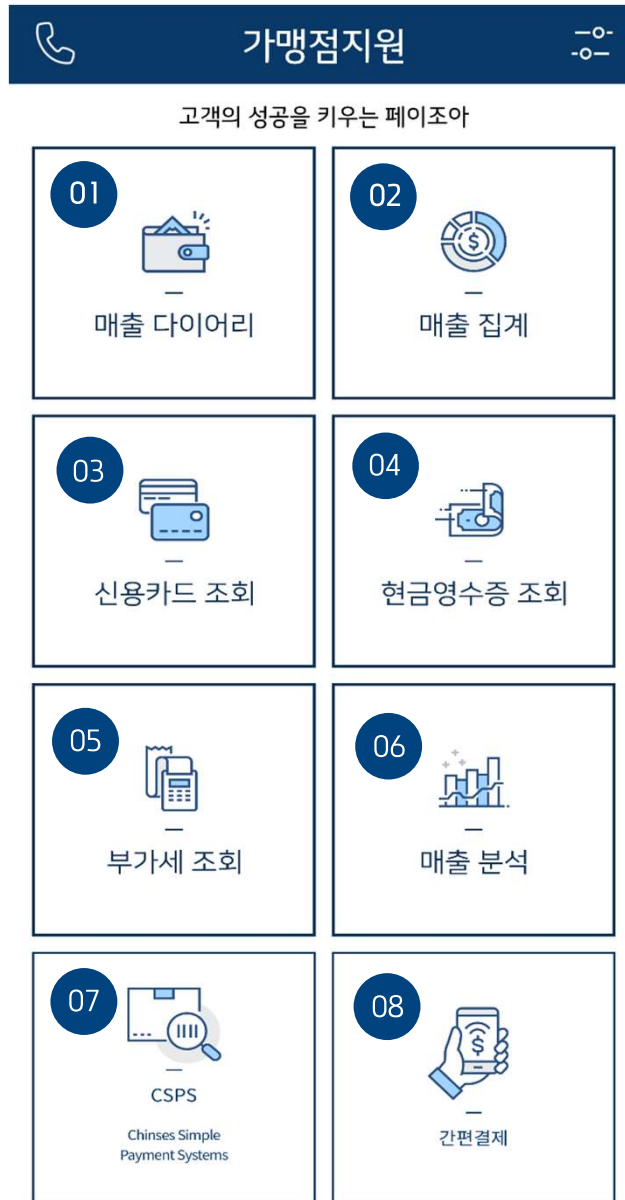 가맹점지원
고객의 성공을 키우는 페이조아
01
매출 다이어리
02
매출 집계
03
신용카드 조회
04
현금영수증 조회
05
부가세 조회
06
매출 분석
07
CSPS
Chinses Simple
Payment Systems
08
간편결제